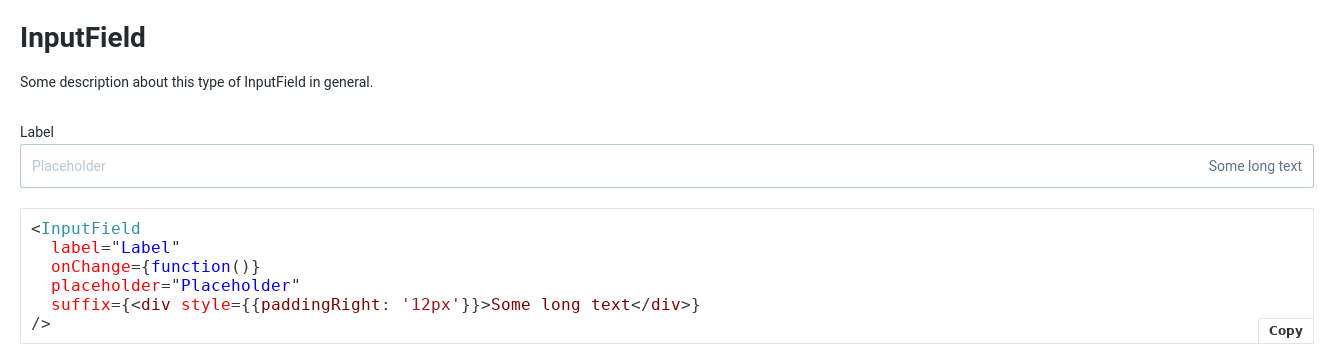 InputField
Some description about this type of InputField in general.
Label
Placeholder Some long text
<InputField
  label="Label"
  onChange={function()}
  placeholder="Placeholder"
  suffix={<div style={{paddingRight: '12px'}}>Some long text</div>}
/>
Copy